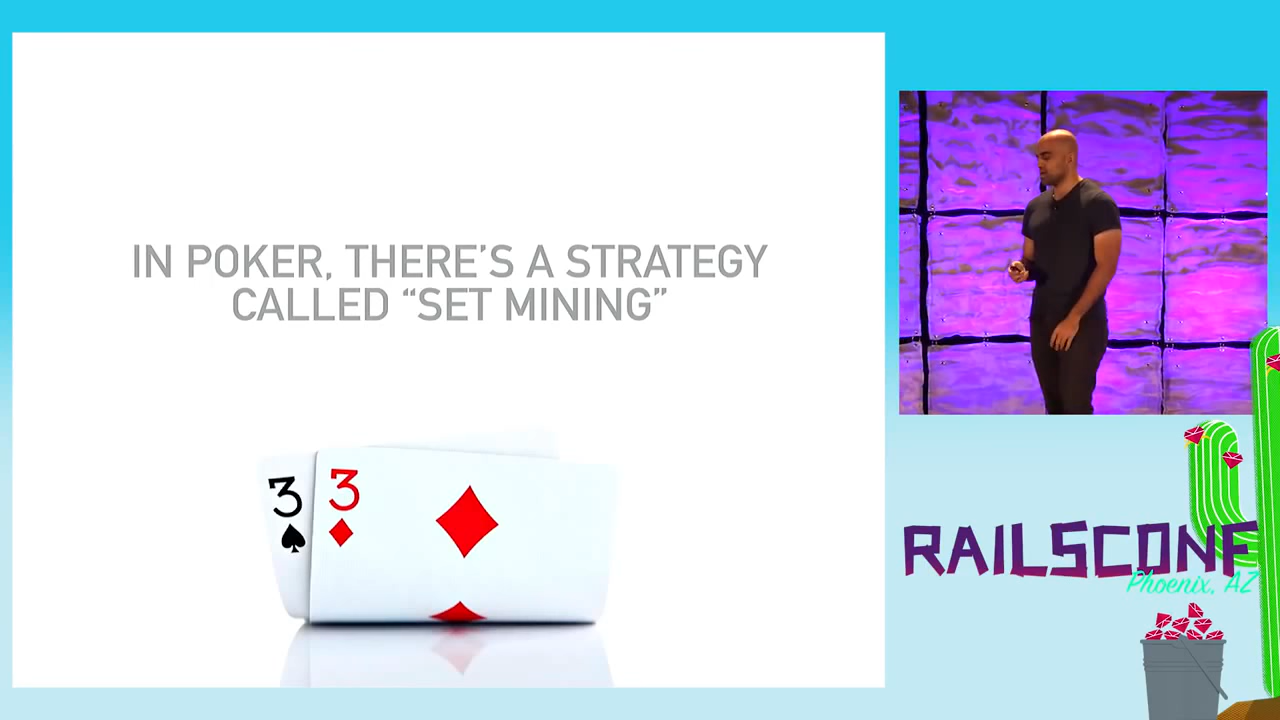 IN POKER, THERE’S A STRATEGY
CALLED “SET MINING”
3
3
RAILSCONF
Phoenix, AZ